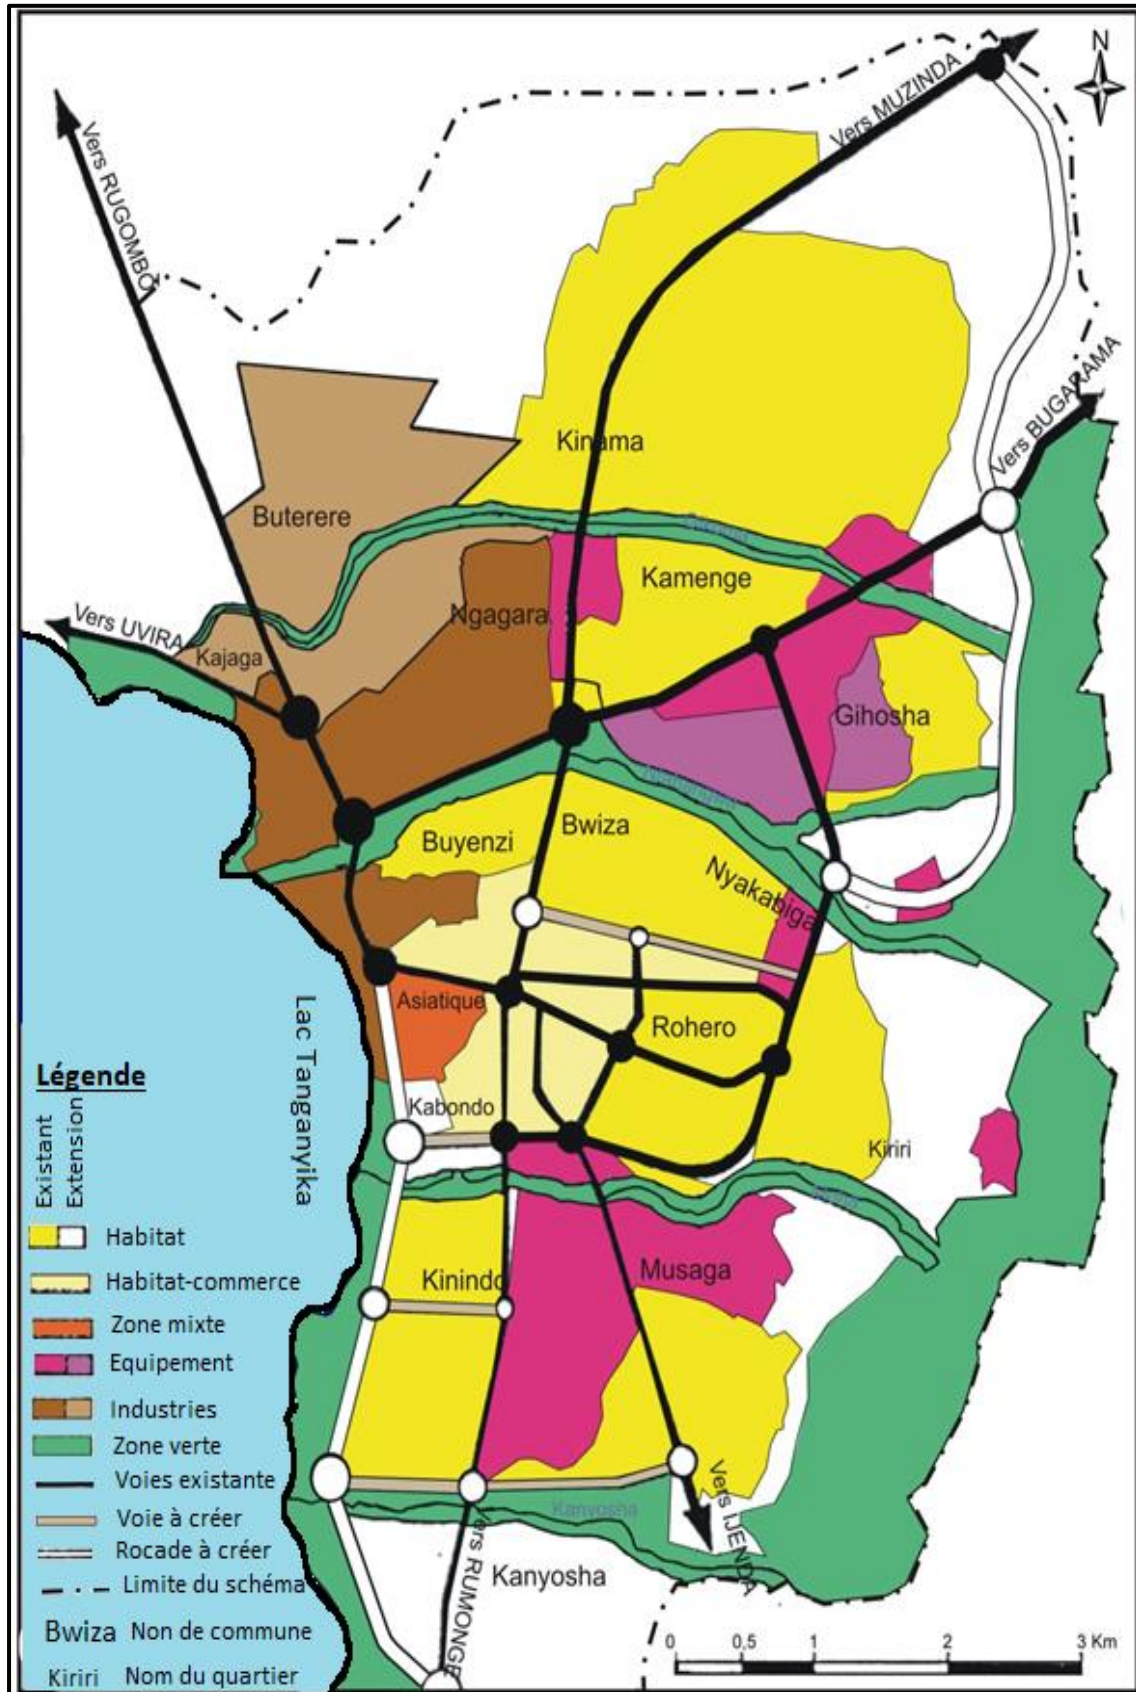 N
Vers MUZINDA
Vers RUGOMBO
Vers BUGARAMA
Kinama
Buterere
Kamenge
Ngagara
Vers UVIRA
Kajaga
Gihosha
Bwiza
Buyenzi
Nyakabiga
Asiatique
Rohero
Lac Tanganyika
Kabondo
Kiriri
Musaga
Kinindo
Kanyosha
Vers IJENDA
Vers RUMONGE
Kanyosha
Légende
Existant
Extension
Habitat
Habitat-commerce
Zone mixte
Equipement
Industries
Zone verte
Voies existante
Voie à créer
Rocade à créer
Limite du schéma
Bwiza Non de commune
Kiriri Nom du quartier
0 0,5 1 2 3 Km